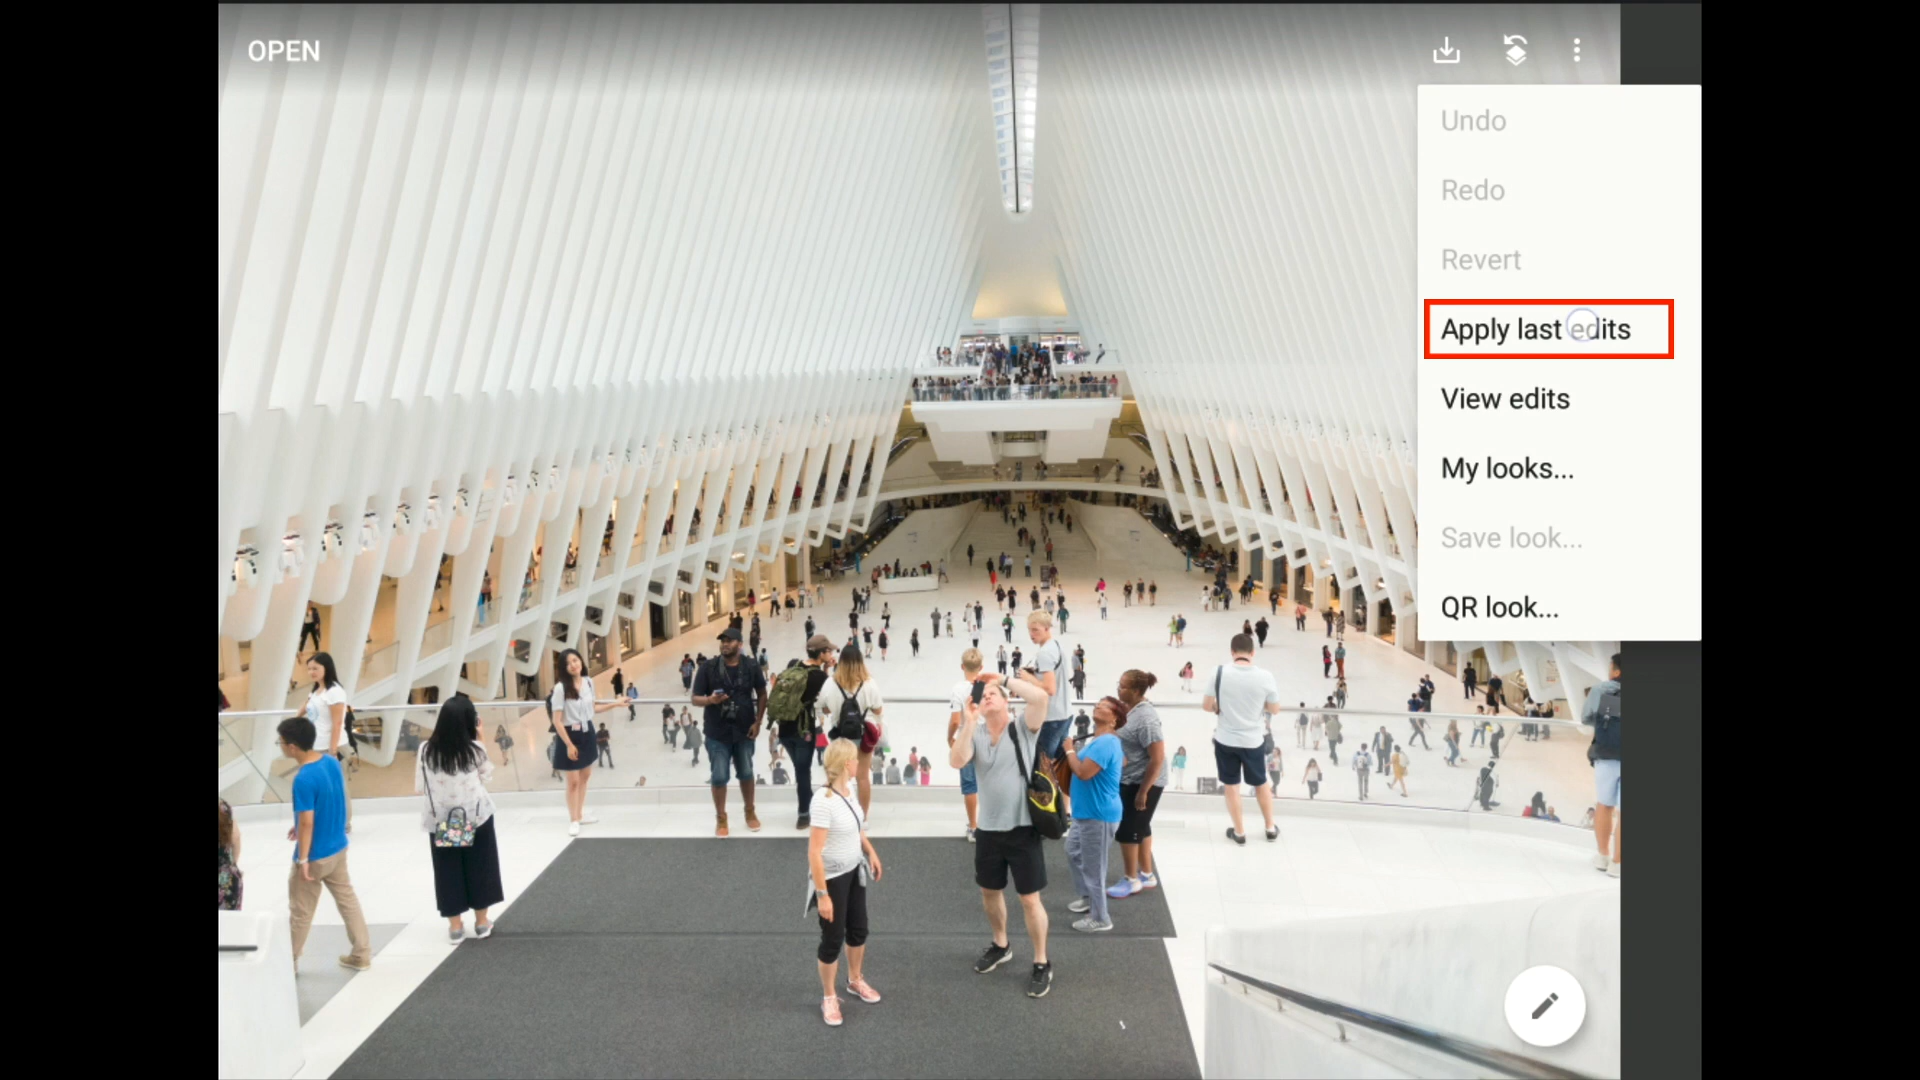 OPEN
Undo
Redo
Revert
Apply last edits
View edits
My looks...
Save look...
QR look...